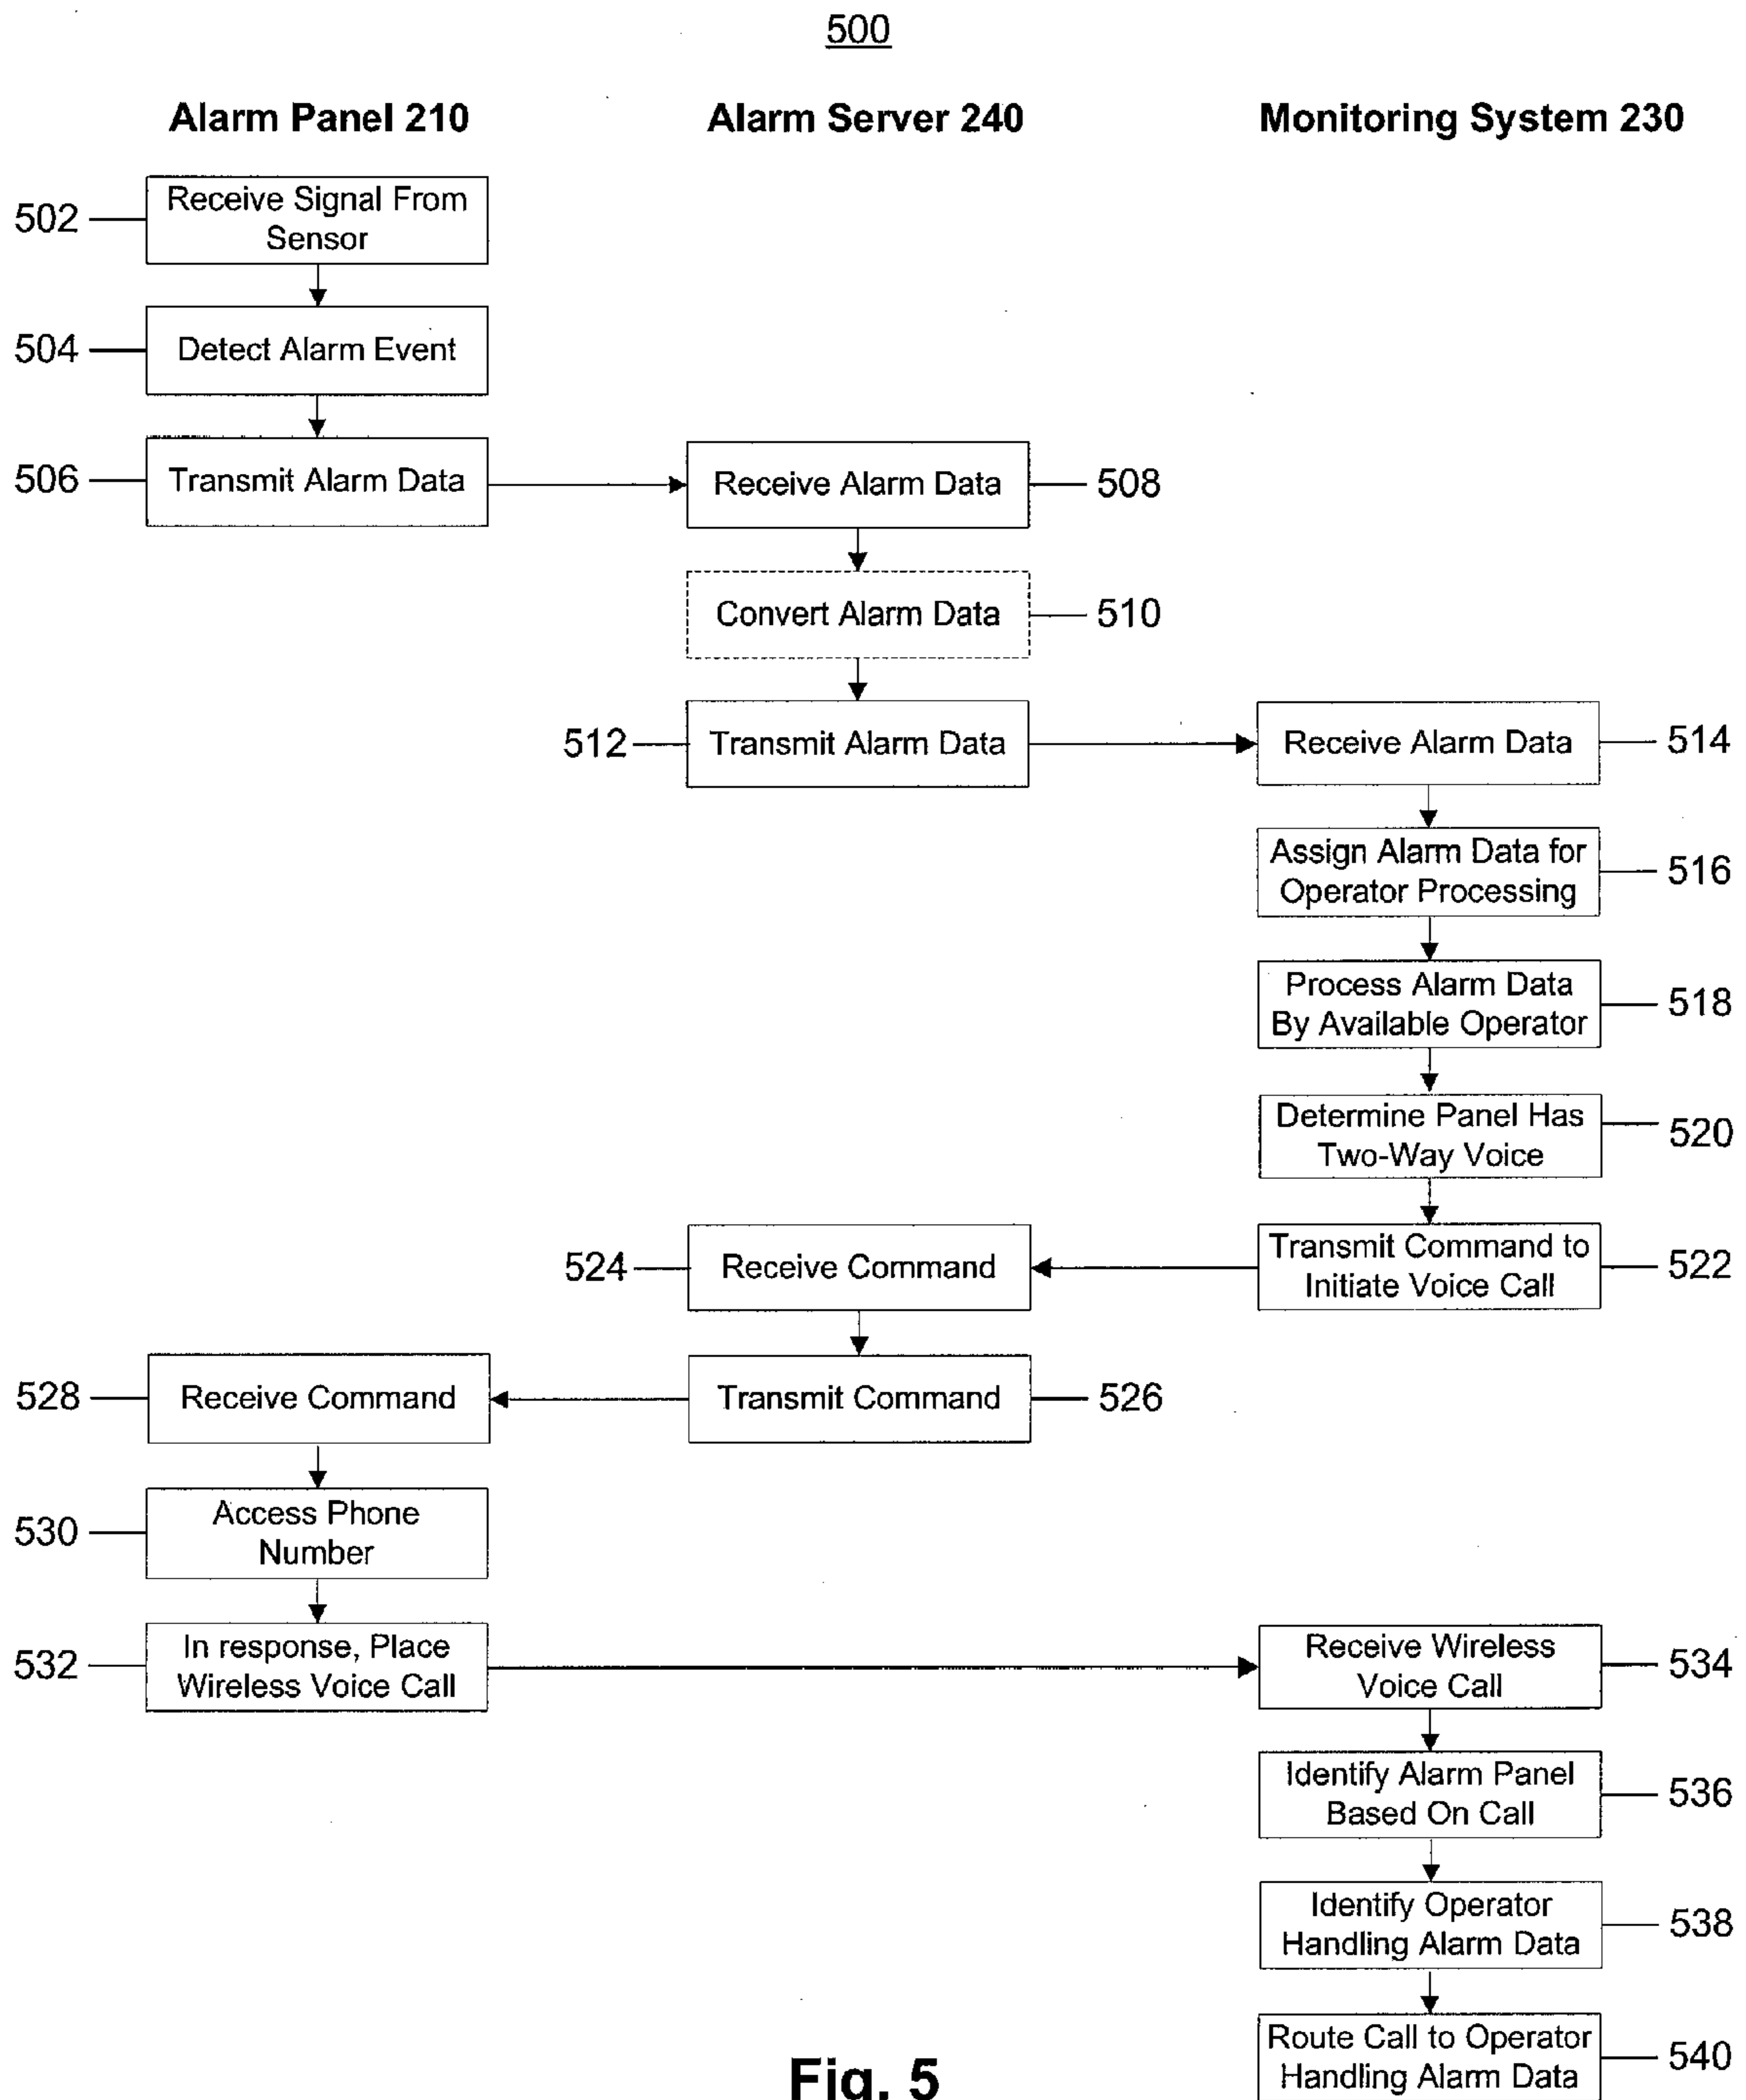 500
Alarm Panel 210
Alarm Server 240
Monitoring System 230
502
Receive Signal From
Sensor
504
Detect Alarm Event
506
Transmit Alarm Data
Receive Alarm Data
508
Convert Alarm Data
510
512
Transmit Alarm Data
Receive Alarm Data
514
Assign Alarm Data for
Operator Processing
516
Process Alarm Data
By Available Operator
518
Determine Panel Has
Two-Way Voice
520
Transmit Command to
Initiate Voice Call
522
524
Receive Command
528
Receive Command
Transmit Command
526
530
Access Phone
Number
532
In response, Place
Wireless Voice Call
Receive Wireless
Voice Call
534
Identify Alarm Panel
Based On Call
536
Identify Operator
Handling Alarm Data
538
Route Call to Operator
Handling Alarm Data
540
Fig. 5